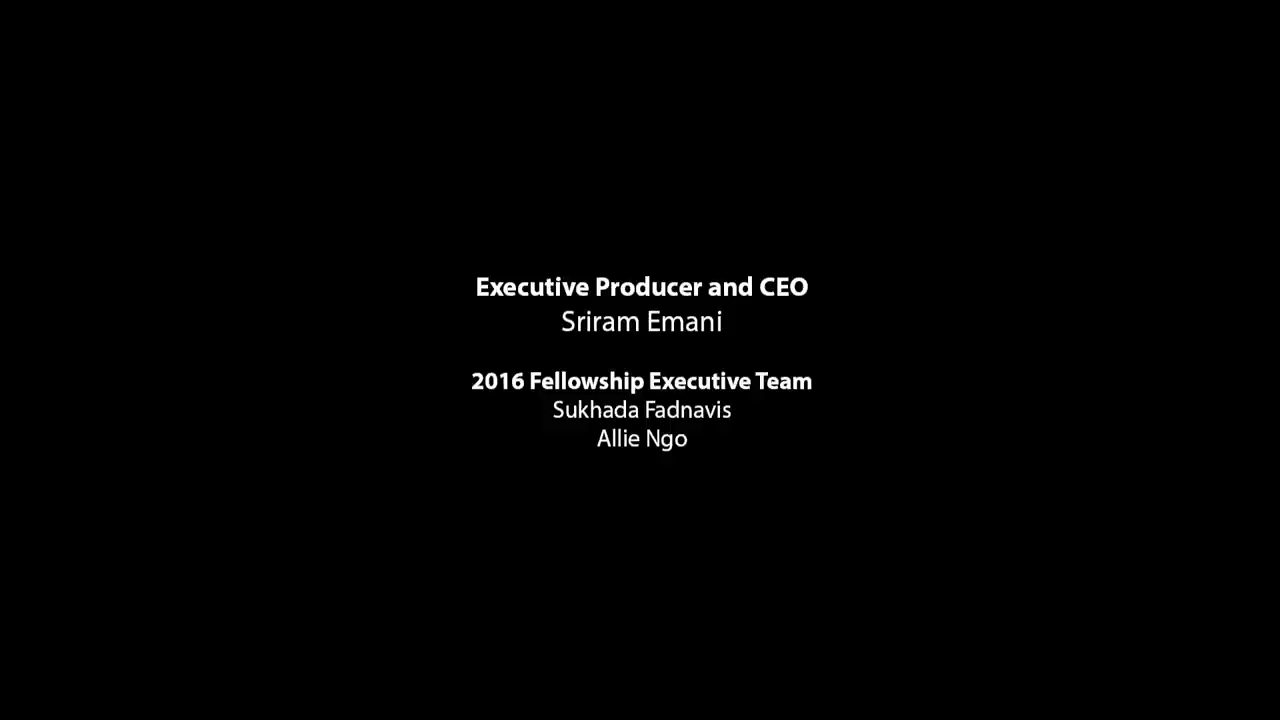 Executive Producer and CEO
Sriram Emani
2016 Fellowship Executive Team
Sukhada Fadnavis
Allie Ngo